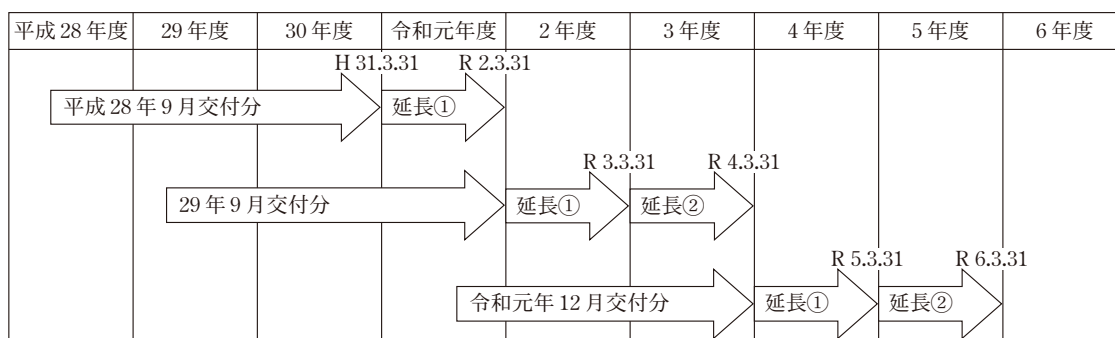 平成28年度 29年度 30年度 令和元年度 2年度 3年度 4年度 5年度 6年度
H 31.3.31 R 2.3.31
平成28年9月交付分 延長①
R 3.3.31 R 4.3.31
29年9月交付分 延長① 延長②
R 5.3.31 R 6.3.31
令和元年12月交付分 延長① 延長②